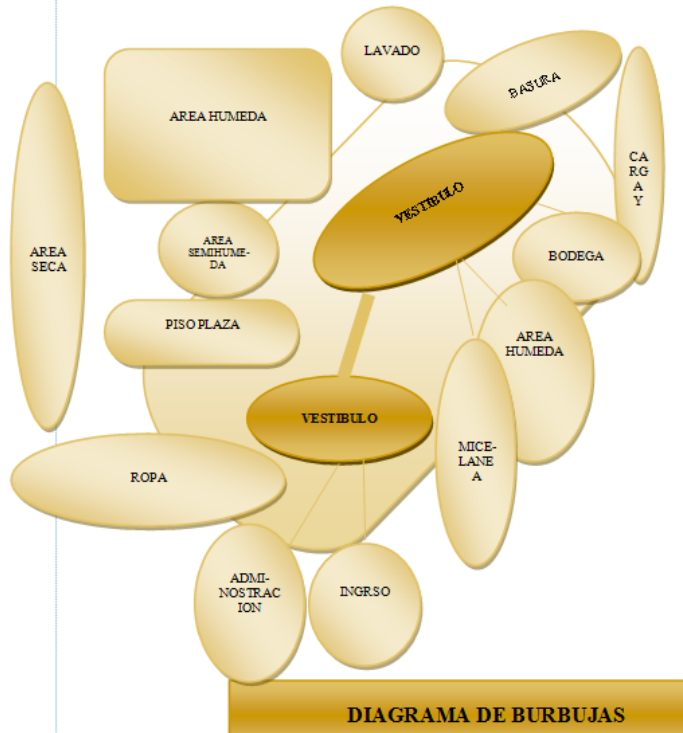 LAVADO
BASURA
AREA HUMEDA
CA
RG
A Y
VESTIBULO
AREA
SECA
AREA
SEMIHUME-
DA
BODEGA
PISO PLAZA
AREA
HUMEDA
VESTIBULO
MICE-
LANE
A
ROPA
ADMI-
NOSTRAC
ION
INGRSO
DIAGRAMA DE BURBUJAS